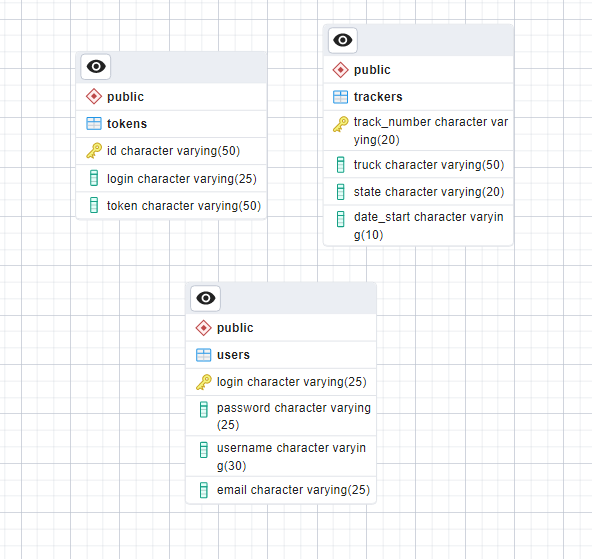 public
tokens
id character varying(50)
login character varying(25)
token character varying(50)
public
trackers
track_number character var
ying(20)
truck character varying(50)
state character varying(20)
date_start character varyin
g(10)
public
users
login character varying(25)
password character varying
(25)
username character varyin
g(30)
email character varying(25)